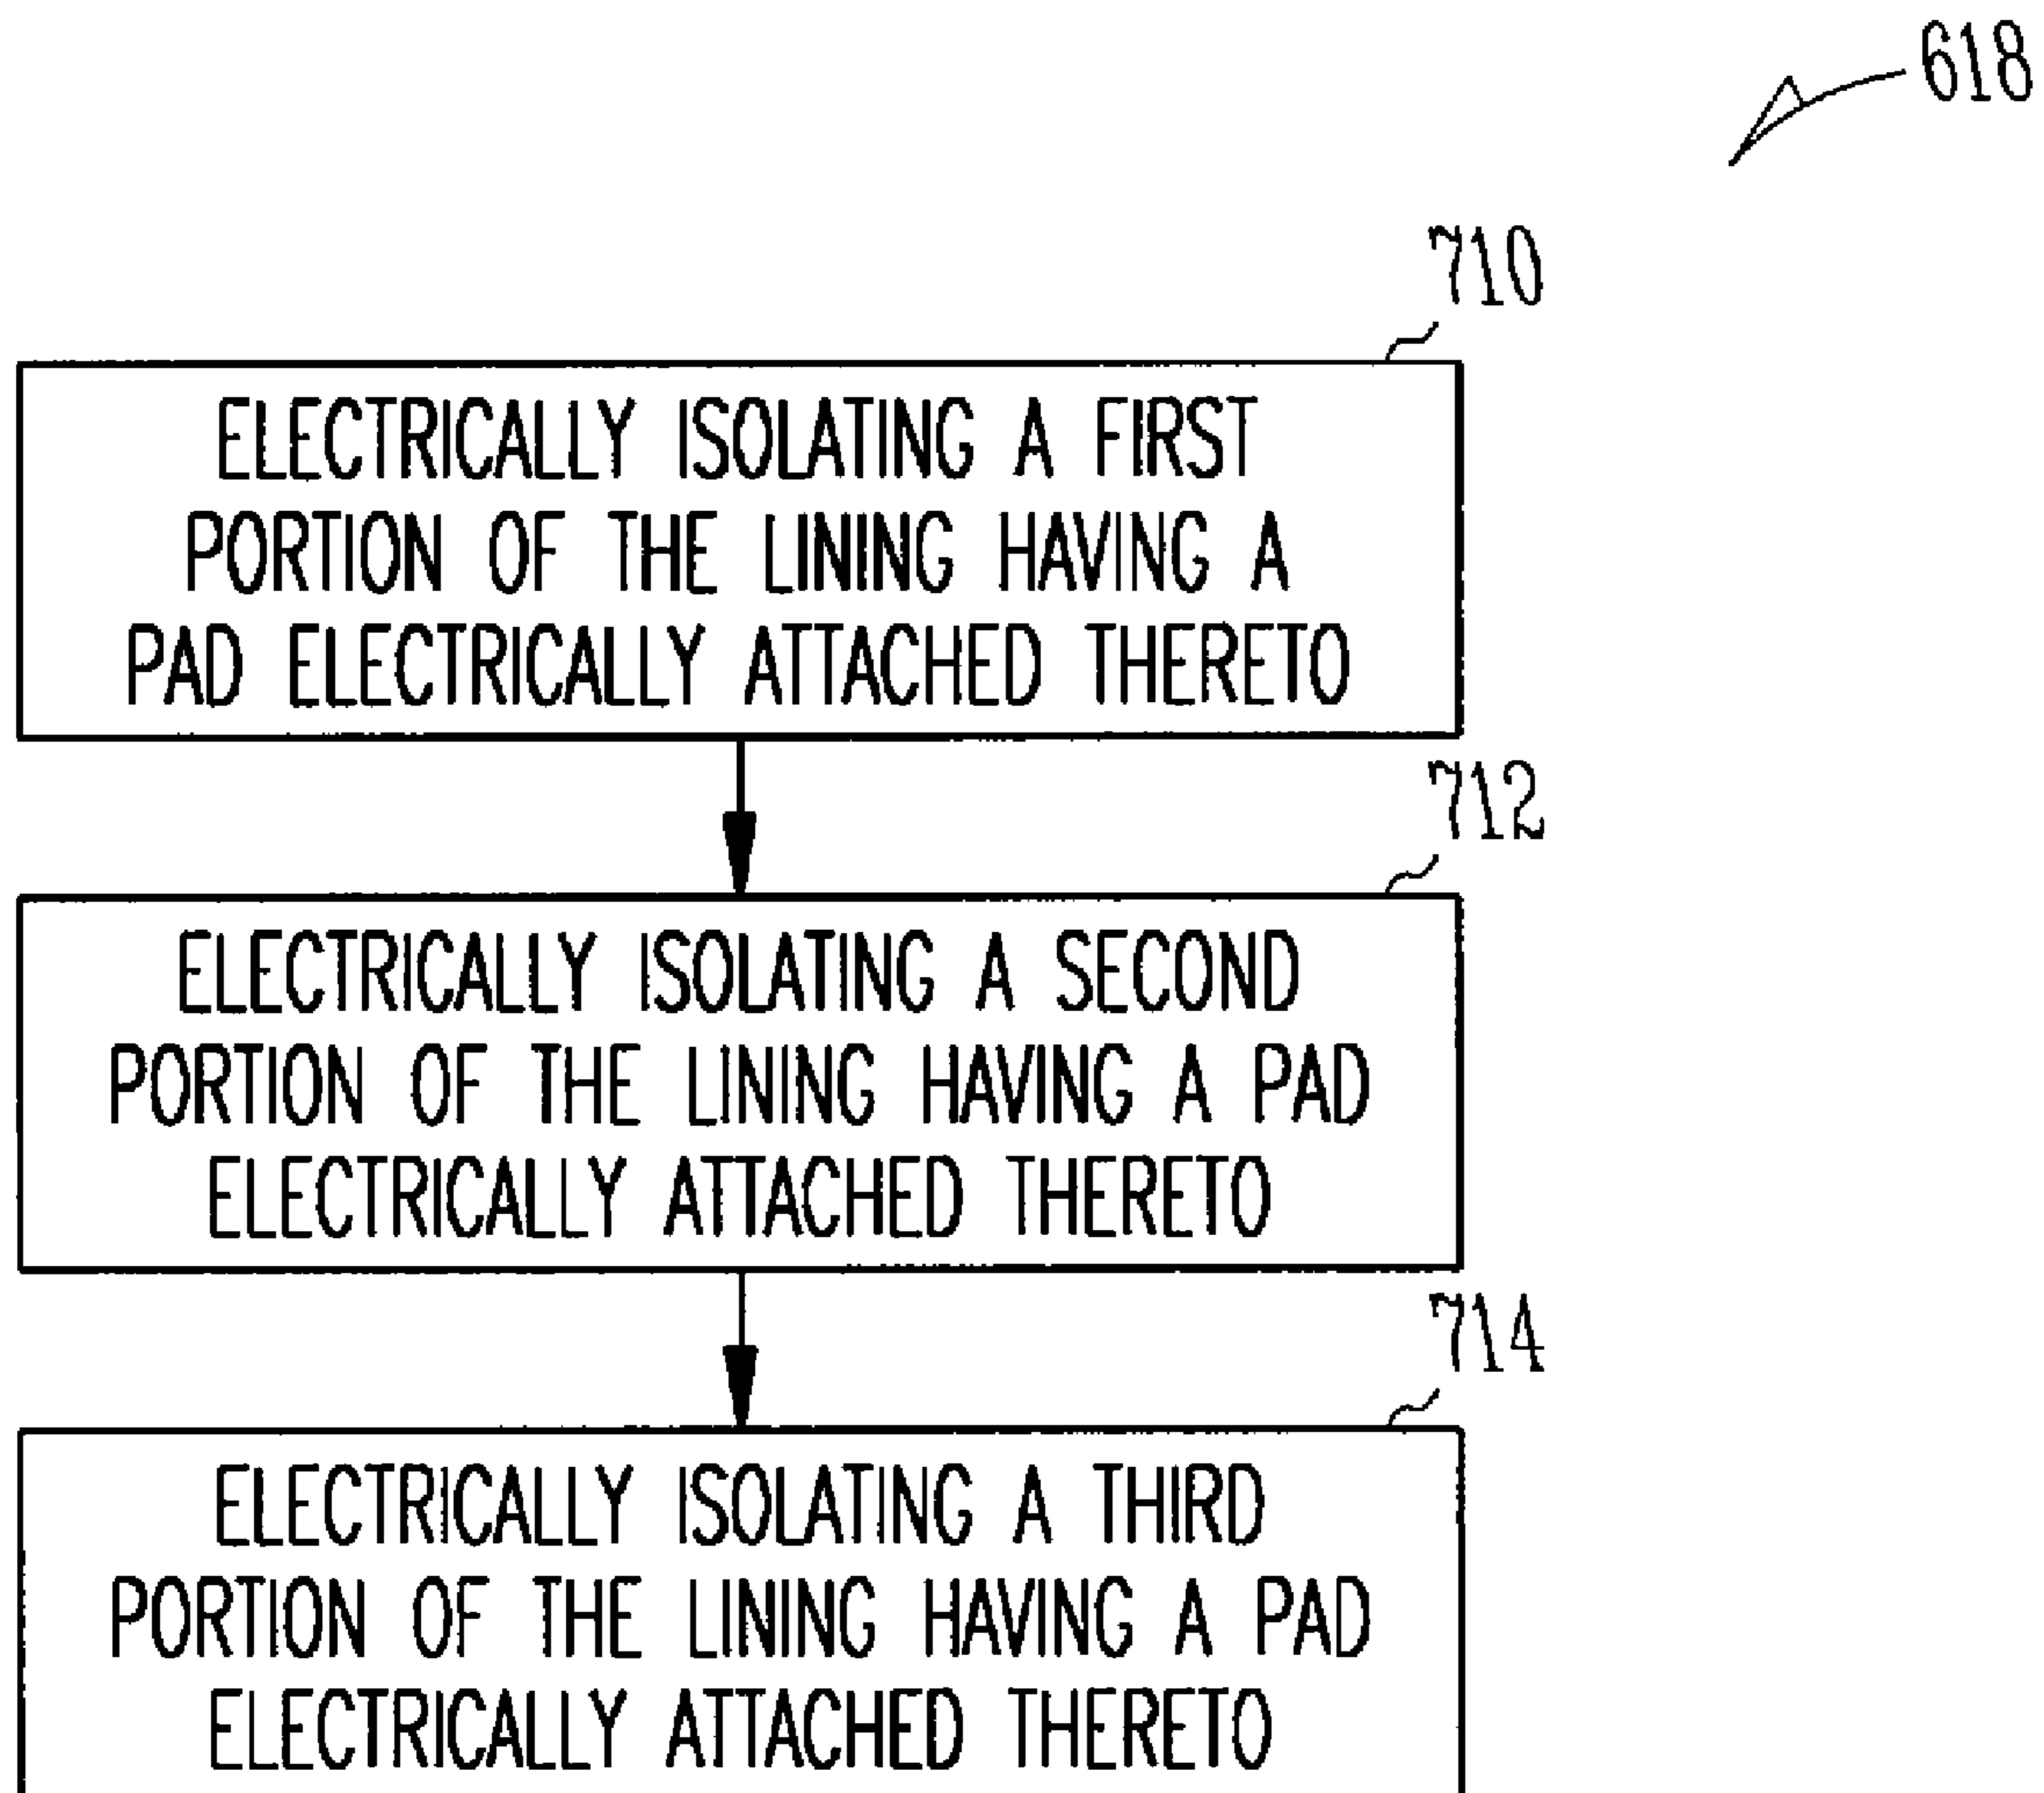 618
710
ELECTRICALLY ISOLATING A FIRST
PORTION OF THE LINING HAVING A
PAD ELECTRICALLY ATTACHED THERETO
712
ELECTRICALLY ISOLATING A SECOND
PORTION OF THE LINING HAVING A PAD
ELECTRICALLY ATTACHED THERETO
714
ELECTRICALLY ISOLATING A THIRD
PORTION OF THE LINING HAVING A PAD
ELECTRICALLY ATTACHED THERETO